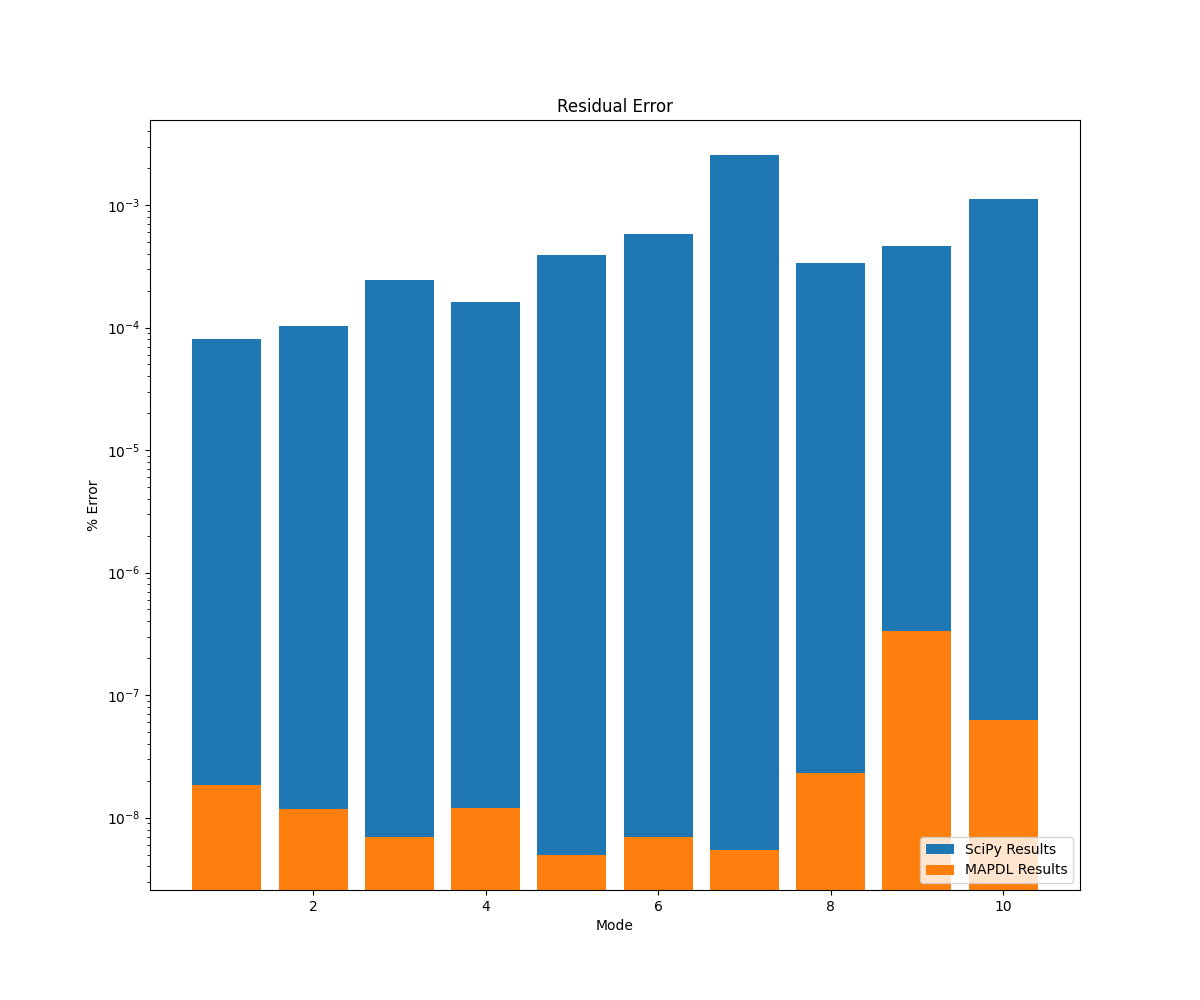 Residual Error
% Error
10⁻³
10⁻⁴
10⁻⁵
10⁻⁶
10⁻⁷
10⁻⁸
SciPy Results
MAPDL Results
2 4 6 8 10
Mode